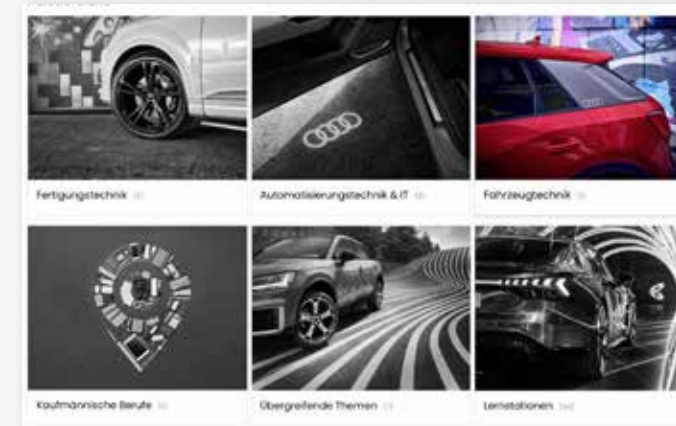 Fertigungstechnik
Automatisierungstechnik & IT
Fahrzeugtechnik
Kaufmännische Berufe
Übergreifende Themen
Lernstationen